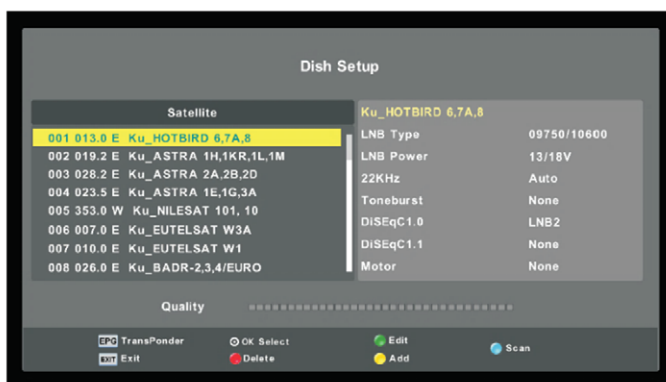 Dish Setup
Satellite
001 013.0 E Ku_HOTBIRD 6,7A,8
002 019.2 E Ku_ASTRA 1H,1KR,1L,1M
003 028.2 E Ku_ASTRA 2A,2B,2D
004 023.5 E Ku_ASTRA 1E,1G,3A
005 353.0 W Ku_NILESAT 101, 10
006 007.0 E Ku_EUTELSAT W3A
007 010.0 E Ku_EUTELSAT W1
008 026.0 E Ku_BADR-2,3,4/EURO
Ku_HOTBIRD 6,7A,8
LNB Type 09750/10600
LNB Power 13/18V
22KHz Auto
Toneburst None
DiSEqC1.0 LNB2
DiSEqC1.1 None
Motor None
Quality
EPG TransPonder OK Select Edit Scan
EXIT Exit Delete Add